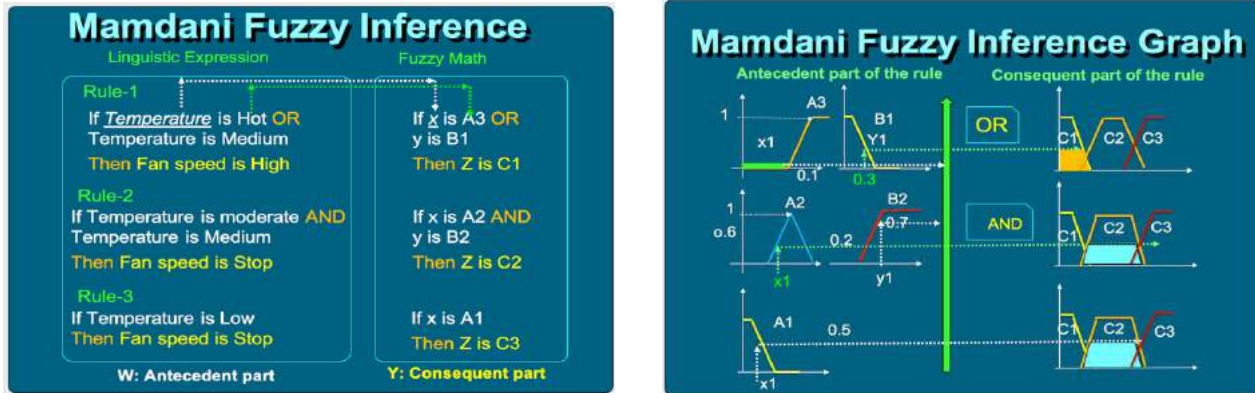 Mamdani Fuzzy Inference
Linguistic Expression Fuzzy Math
Rule-1
If Temperature is Hot OR
Temperature is Medium
Then Fan speed is High
If x is A3 OR
y is B1
Then Z is C1
Rule-2
If Temperature is moderate AND
Temperature is Medium
Then Fan speed is Stop
If x is A2 AND
y is B2
Then Z is C2
Rule-3
If Temperature is Low
Then Fan speed is Stop
If x is A1
Then Z is C3
W: Antecedent part Y: Consequent part
Mamdani Fuzzy Inference Graph
Antecedent part of the rule Consequent part of the rule
1 A3 B1
x1 Y1
0.1 0.3
OR
C1 C2 C3
1 A2 B2
o.6 0.2 0.7
x1 y1
AND
C1 C2 C3
A1 0.5
x1
C1 C2 C3